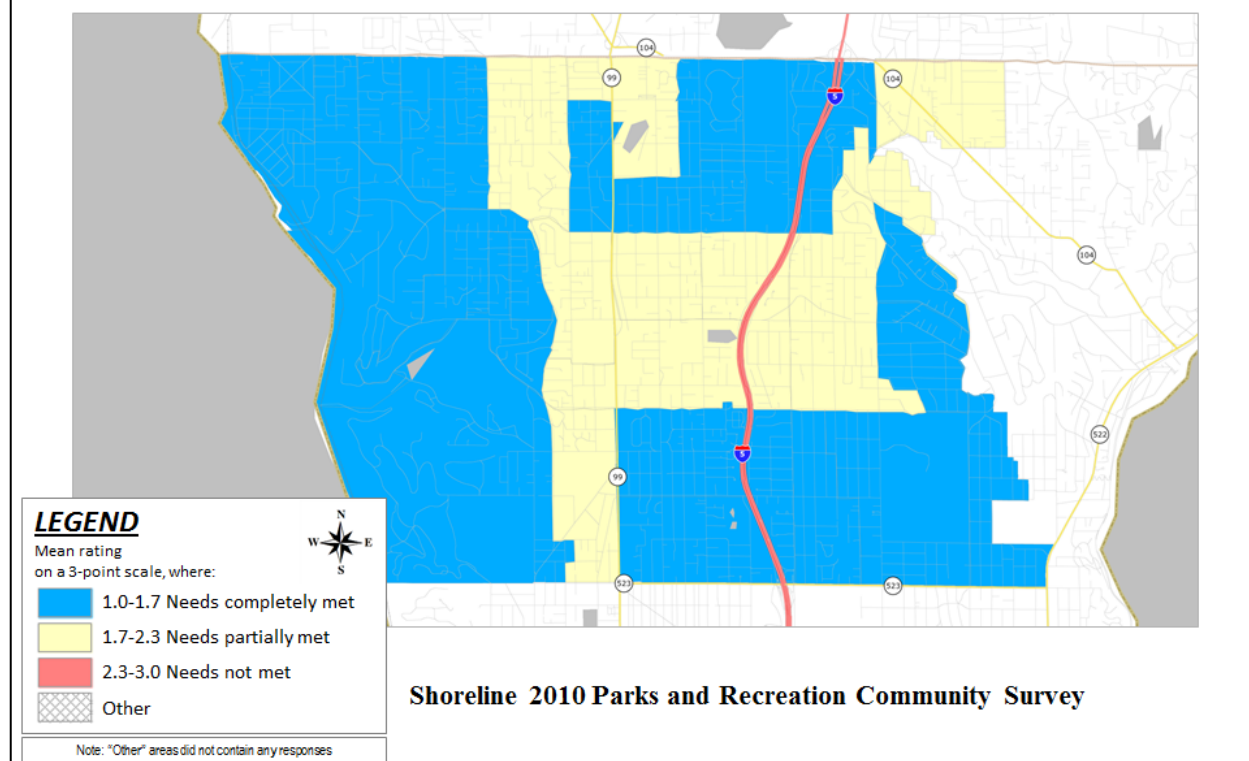 104
99
104
5
104
522
5
99
523
523
LEGEND
Mean rating
on a 3-point scale, where:
N
W E
S
1.0-1.7 Needs completely met
1.7-2.3 Needs partially met
2.3-3.0 Needs not met
Other
Note: "Other" areas did not contain any responses
Shoreline 2010 Parks and Recreation Community Survey